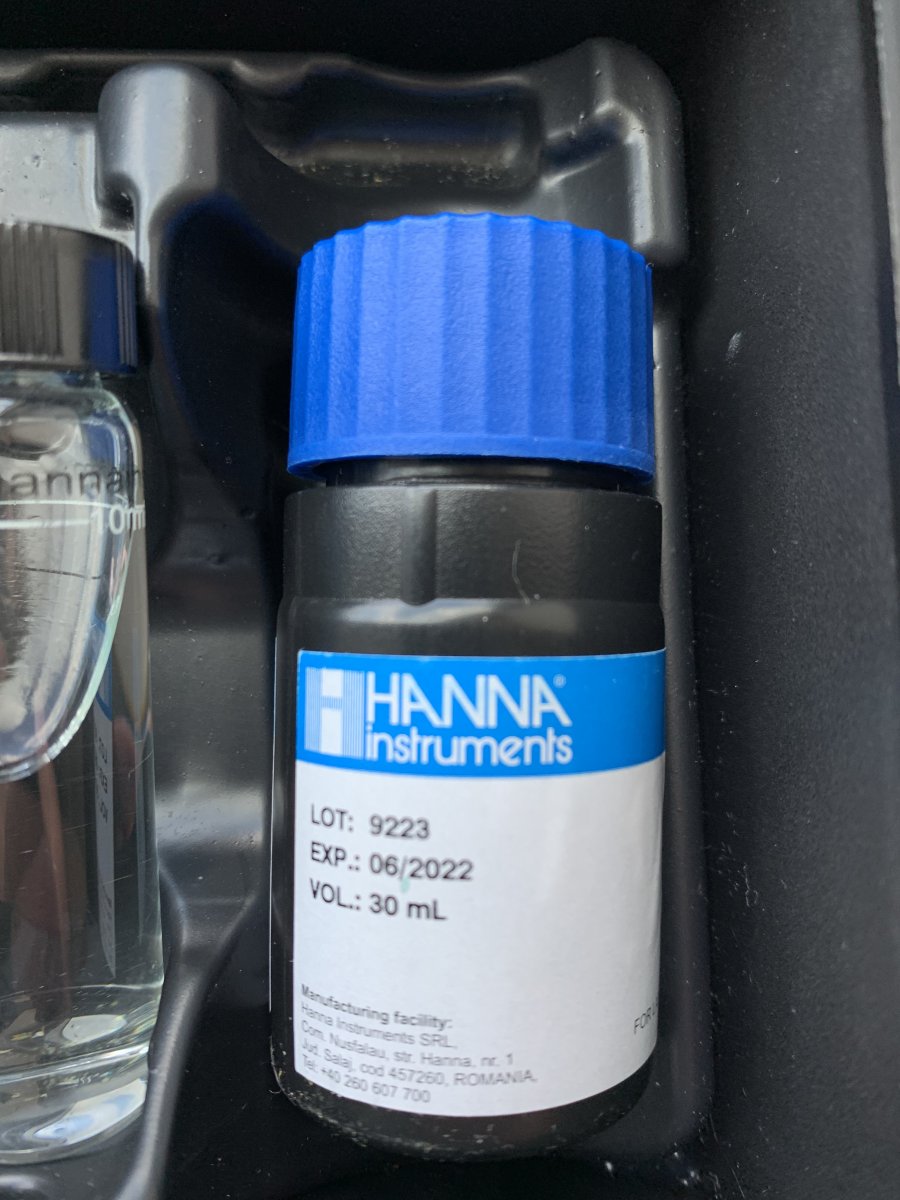 HANNA®
instruments
LOT: 9223
EXP.: 06/2022
VOL.: 30 mL
Manufacturing facility:
Hanna Instruments SRL,
Com. Nusfalau, str. Hanna, nr. 1
Jud. Salaj, cod 457260, ROMANIA,
Tel: +40 260 607 700
FOR